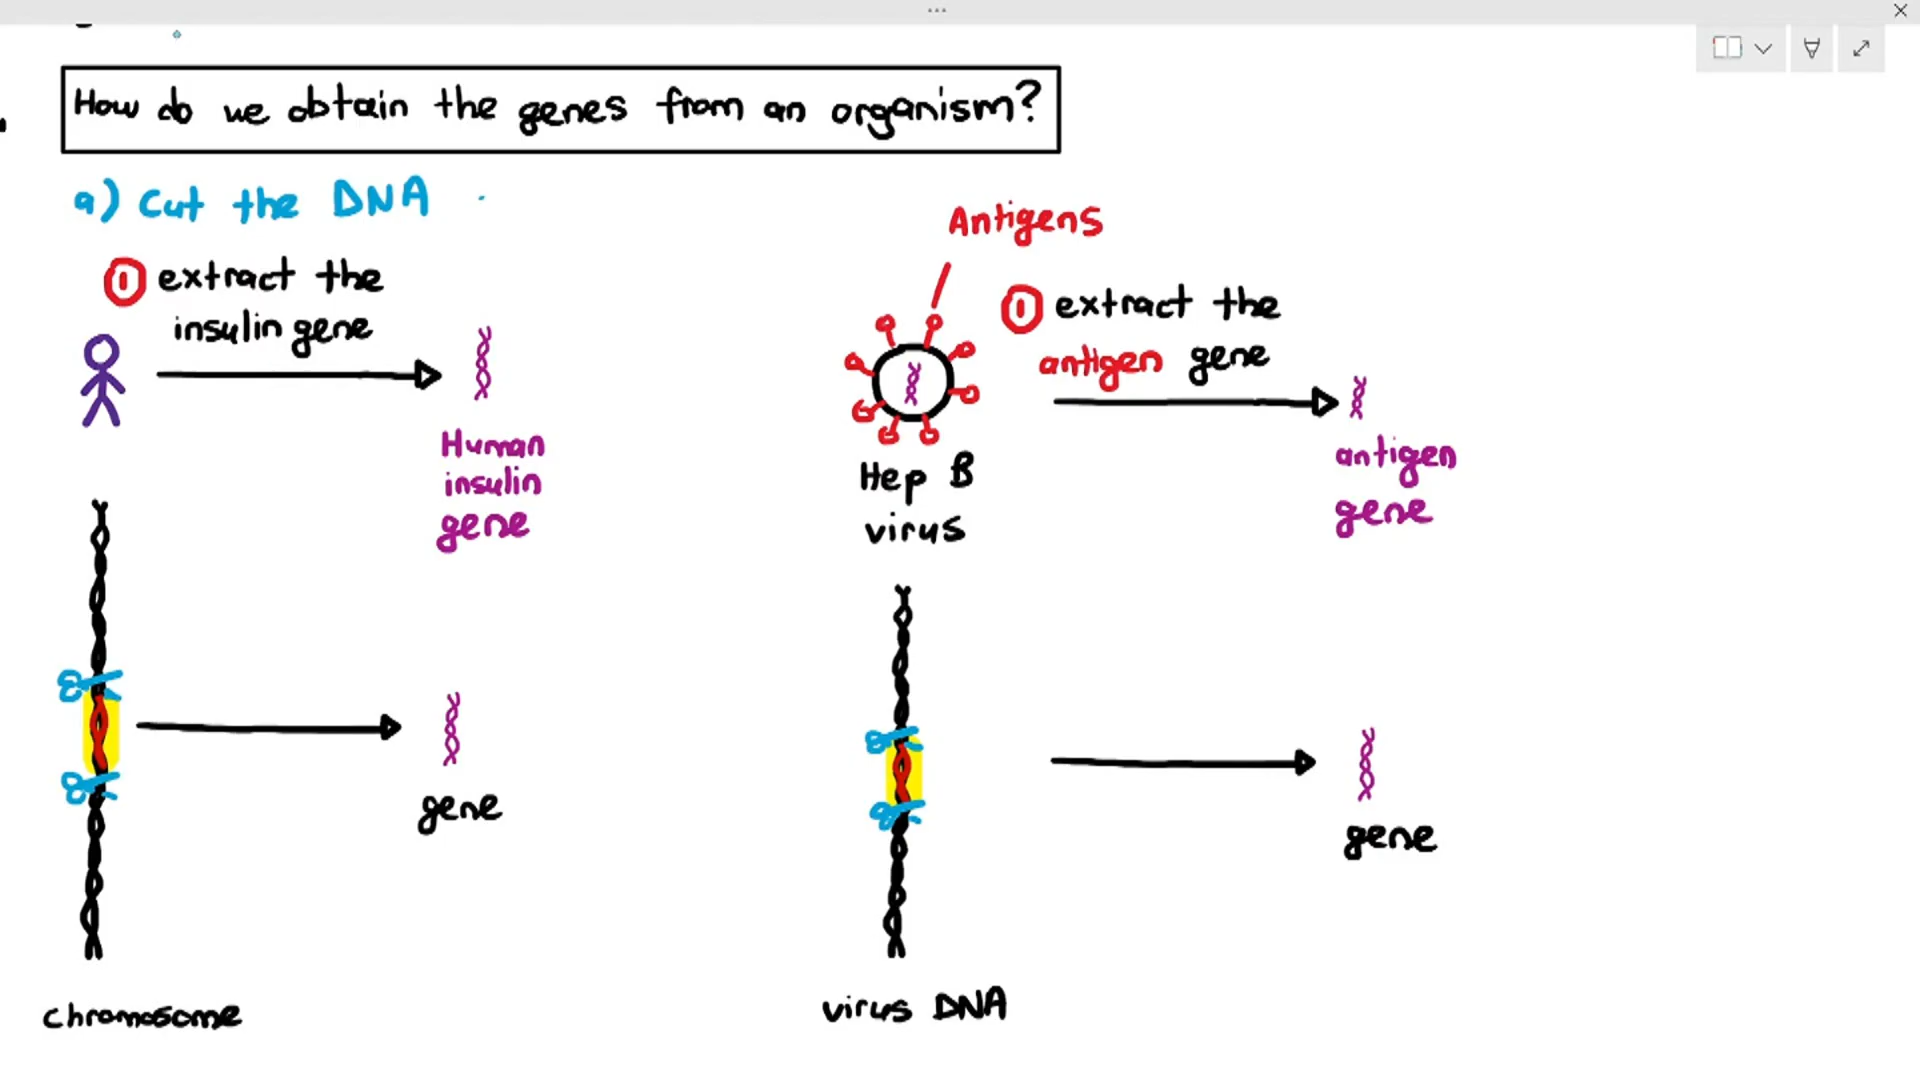 How do we obtain the genes from an organism?
a) Cut the DNA
① extract the
insulin gene
Human
insulin
gene
gene
chromosome
Antigens
① extract the
antigen gene
Hep B
virus
antigen
gene
gene
virus DNA